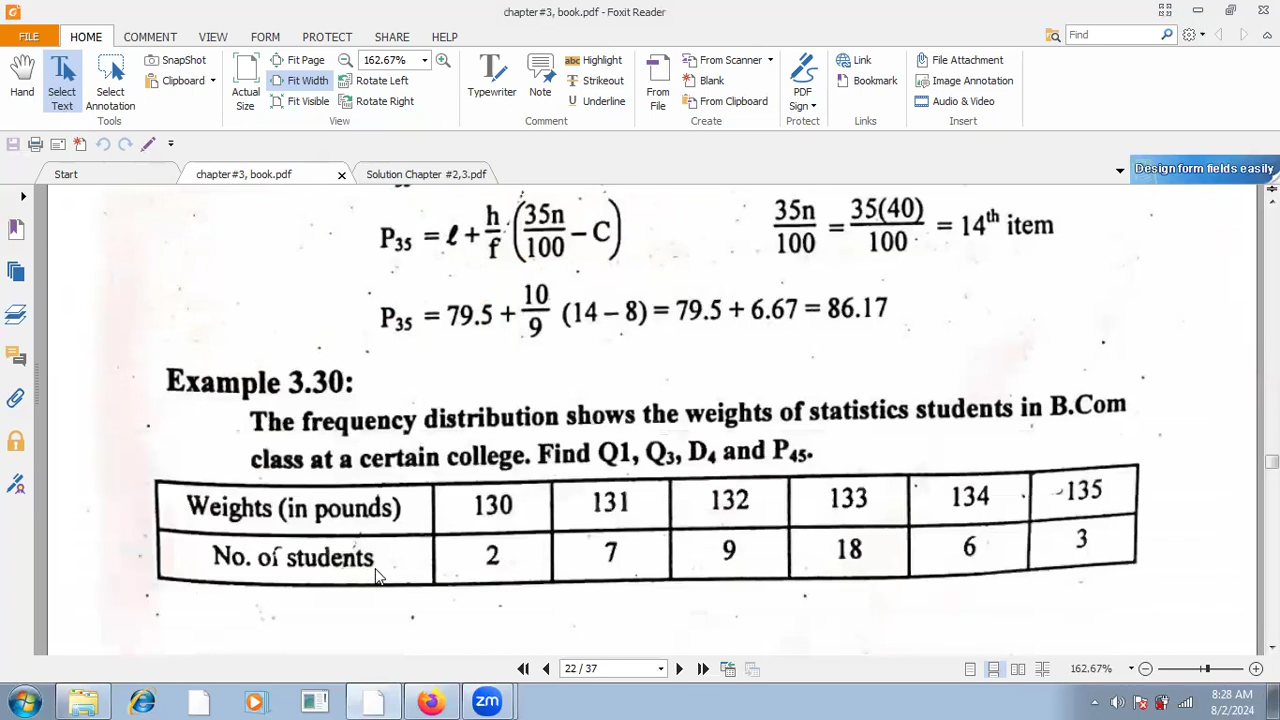 chapter#3, book.pdf - Foxit Reader
FILE HOME COMMENT VIEW FORM PROTECT SHARE HELP Find
Hand
Select Text
Select Annotation
Tools
SnapShot
Clipboard
Actual Size
Fit Page
Fit Width
Fit Visible
162.67%
Rotate Left
Rotate Right
View
Typewriter
Note
Highlight
Strikeout
Underline
Comment
From File
From Scanner
Blank
From Clipboard
Create
PDF Sign
Protect
Link
Bookmark
Links
File Attachment
Image Annotation
Audio & Video
Insert
Start chapter#3, book.pdf Solution Chapter #2,3.pdf Design form fields easily
P35 = ℓ + h/f (35n/100 – C) 35n/100 = 35(40)/100 = 14th item
P35 = 79.5 + 10/9 (14 – 8) = 79.5 + 6.67 = 86.17
Example 3.30:
The frequency distribution shows the weights of statistics students in B.Com
class at a certain college. Find Q1, Q3, D4 and P45.
Weights (in pounds) 130 131 132 133 134 135
No. of students 2 7 9 18 6 3
22 / 37 162.67%
zm
8:28 AM
8/2/2024